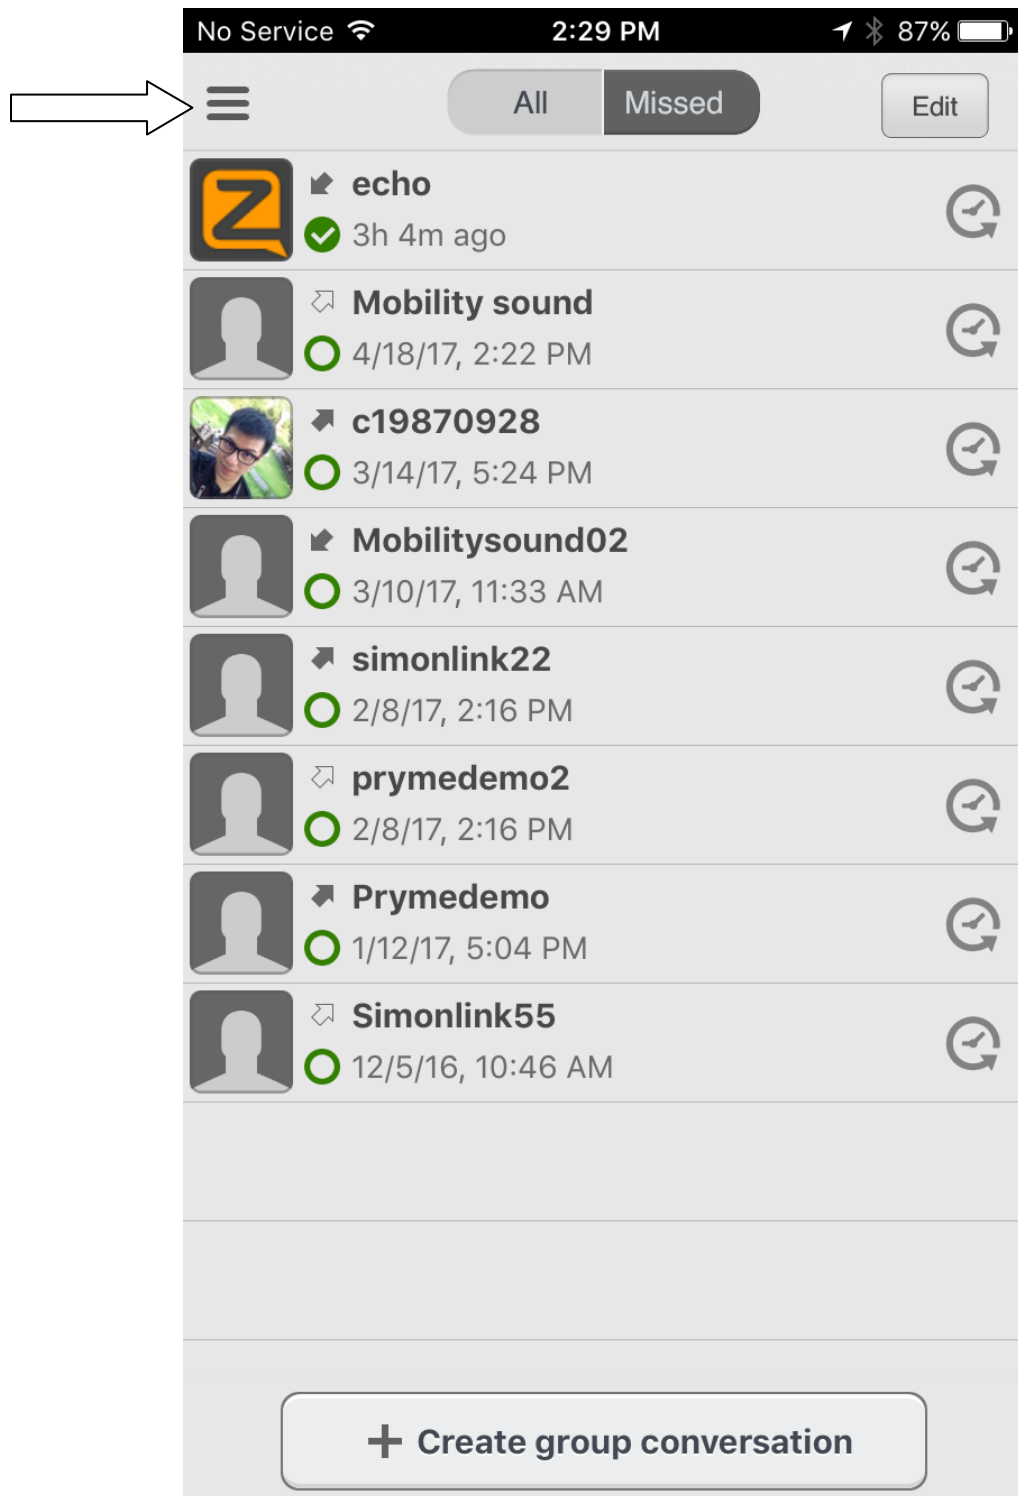 No Service 2:29 PM 87%
All Missed Edit
echo
3h 4m ago
Mobility sound
4/18/17, 2:22 PM
c19870928
3/14/17, 5:24 PM
Mobilitysound02
3/10/17, 11:33 AM
simonlink22
2/8/17, 2:16 PM
prymedemo2
2/8/17, 2:16 PM
Prymedemo
1/12/17, 5:04 PM
Simonlink55
12/5/16, 10:46 AM
+ Create group conversation